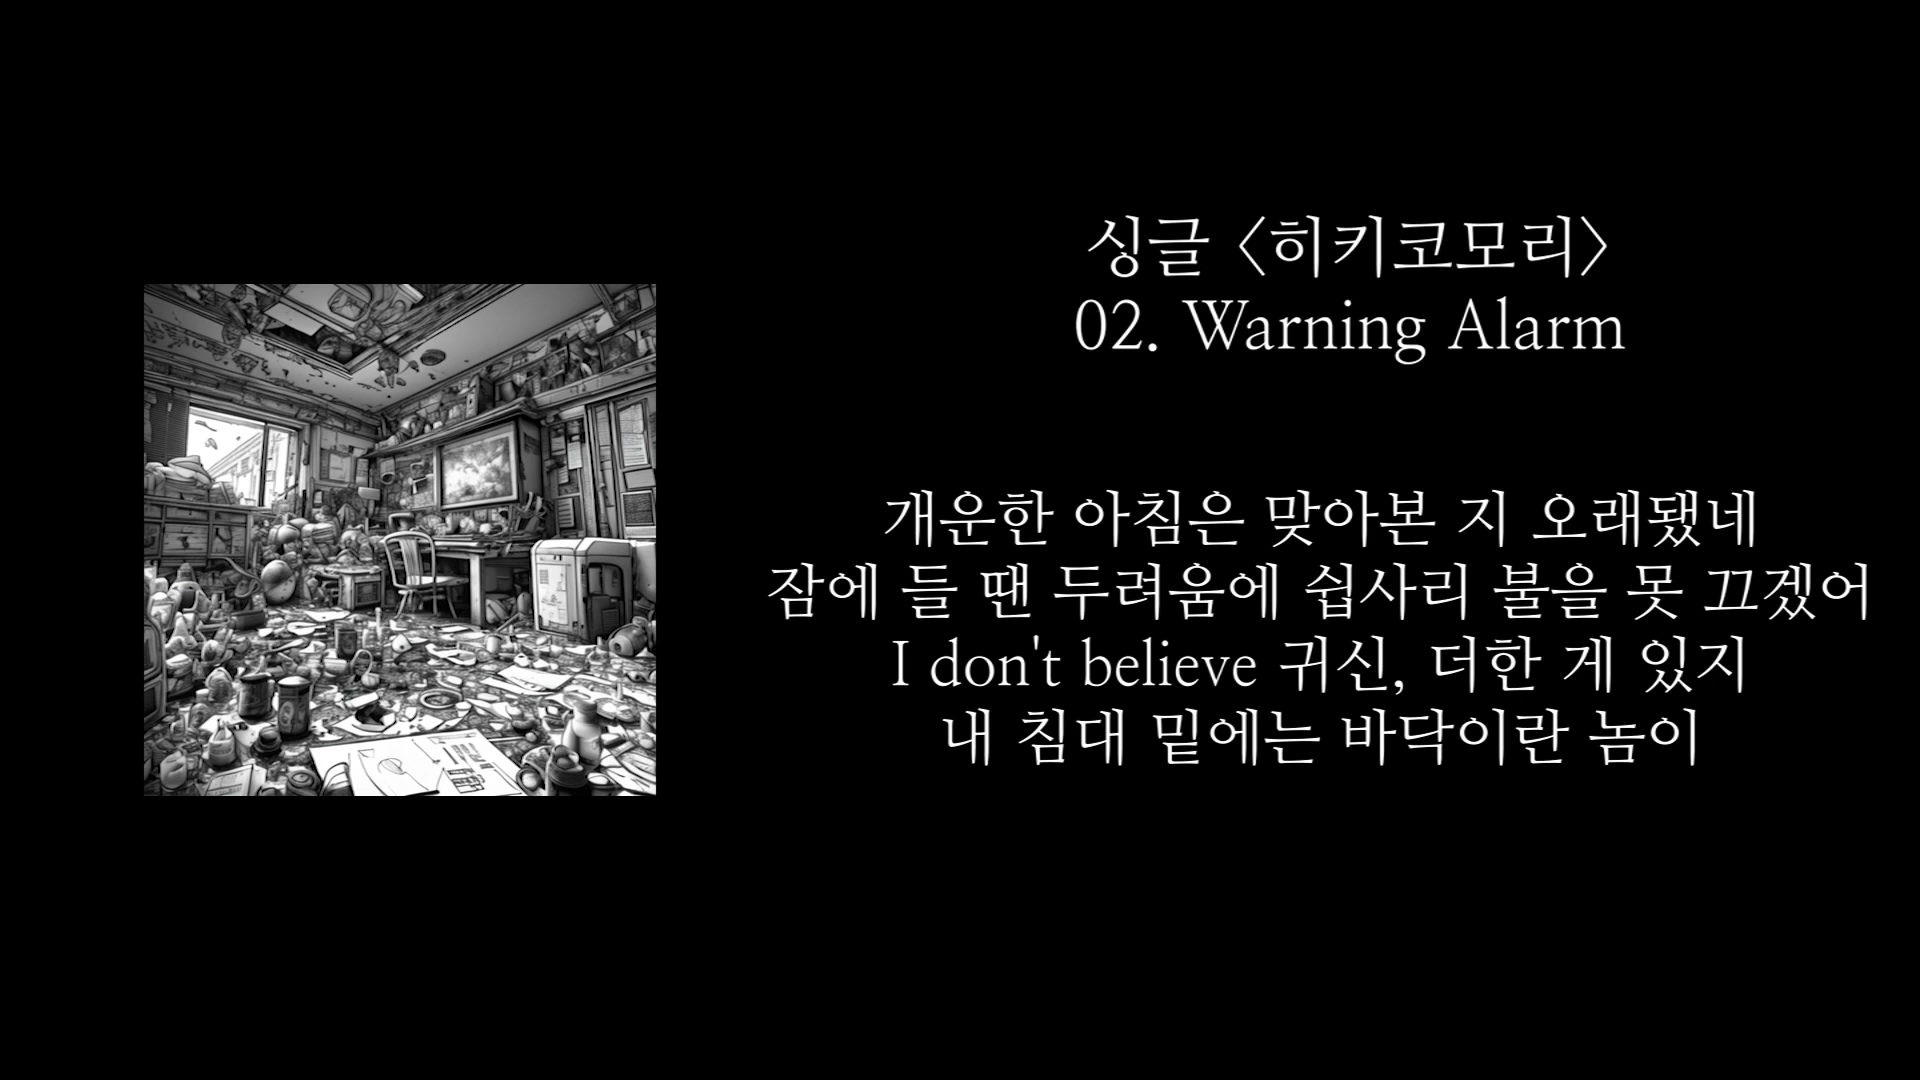 싱글 〈히키코모리〉
02. Warning Alarm
개운한 아침은 맞아본 지 오래됐네
잠에 들 땐 두려움에 쉽사리 불을 못 끄겠어
I don't believe 귀신, 더한 게 있지
내 침대 밑에는 바닥이란 놈이